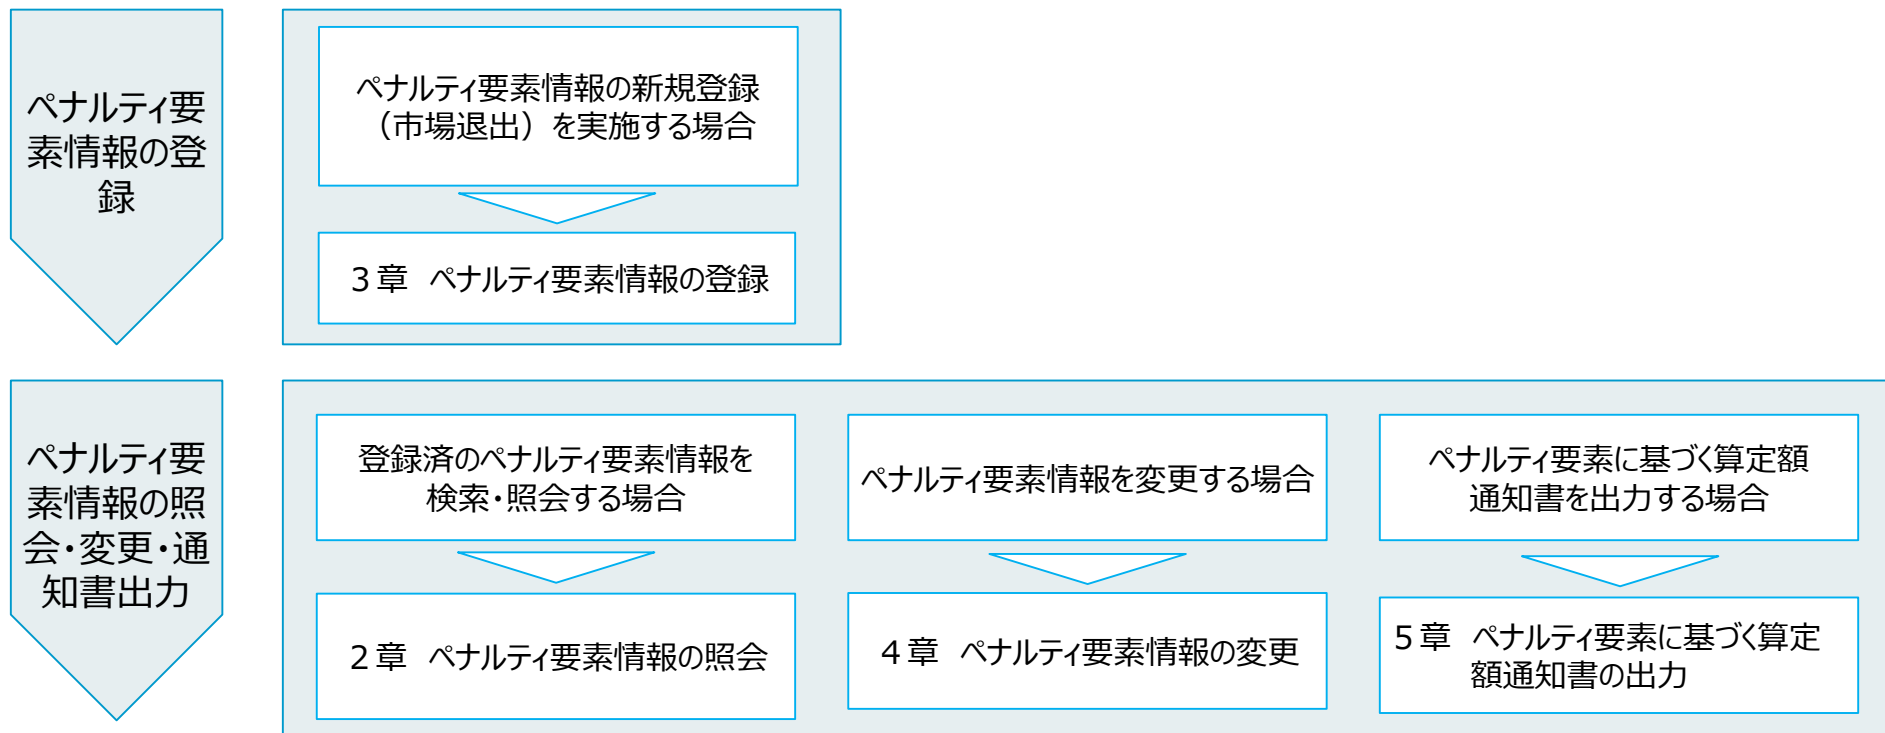 ペナルティ要
素情報の登
録
ペナルティ要素情報の新規登録
（市場退出）を実施する場合
3章 ペナルティ要素情報の登録
ペナルティ要
素情報の照
会・変更・通
知書出力
登録済のペナルティ要素情報を
検索・照会する場合
2章 ペナルティ要素情報の照会
ペナルティ要素情報を変更する場合
4章 ペナルティ要素情報の変更
ペナルティ要素に基づく算定額
通知書を出力する場合
5章 ペナルティ要素に基づく算定
額通知書の出力